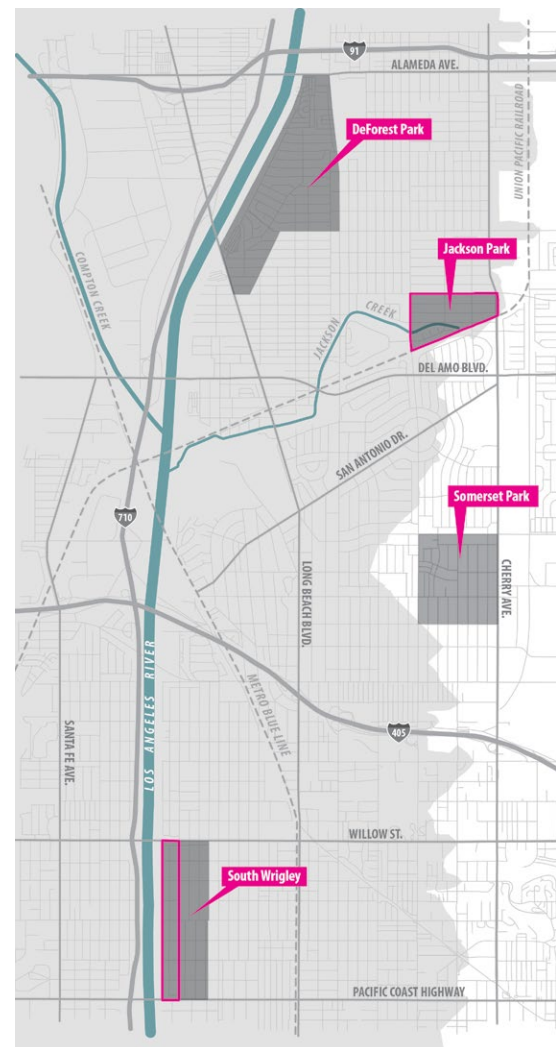 91
ALAMEDA AVE.
DeForest Park
UNION PACIFIC RAILROAD
COMPTON CREEK
Jackson Park
JACKSON CREEK
DEL AMO BLVD.
SAN ANTONIO DR.
Somerset Park
710
LONG BEACH BLVD.
CHERRY AVE.
LOS ANGELES RIVER
METRO BLUE LINE
SANTA FE AVE.
405
WILLOW ST.
South Wrigley
PACIFIC COAST HIGHWAY